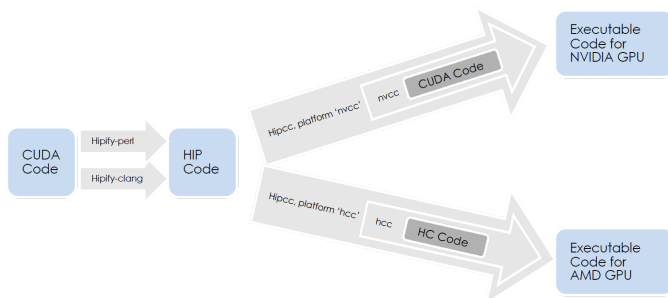 Executable
Code for
NVIDIA GPU
Hipcc, platform 'nvcc'
nvcc
CUDA Code
CUDA
Code
Hipify-perl
Hipify-clang
HIP
Code
Hipcc, platform 'hcc'
hcc
HC Code
Executable
Code for
AMD GPU